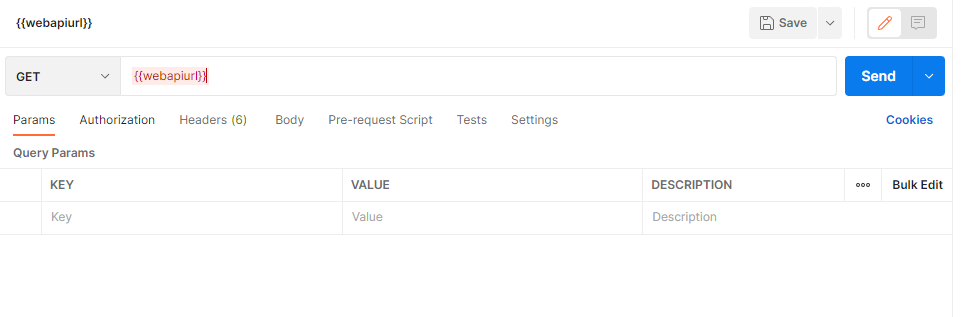 {{webapiurl}} Save
GET {{webapiurl}} Send
Params Authorization Headers (6) Body Pre-request Script Tests Settings Cookies
Query Params
KEY VALUE DESCRIPTION Bulk Edit
Key Value Description